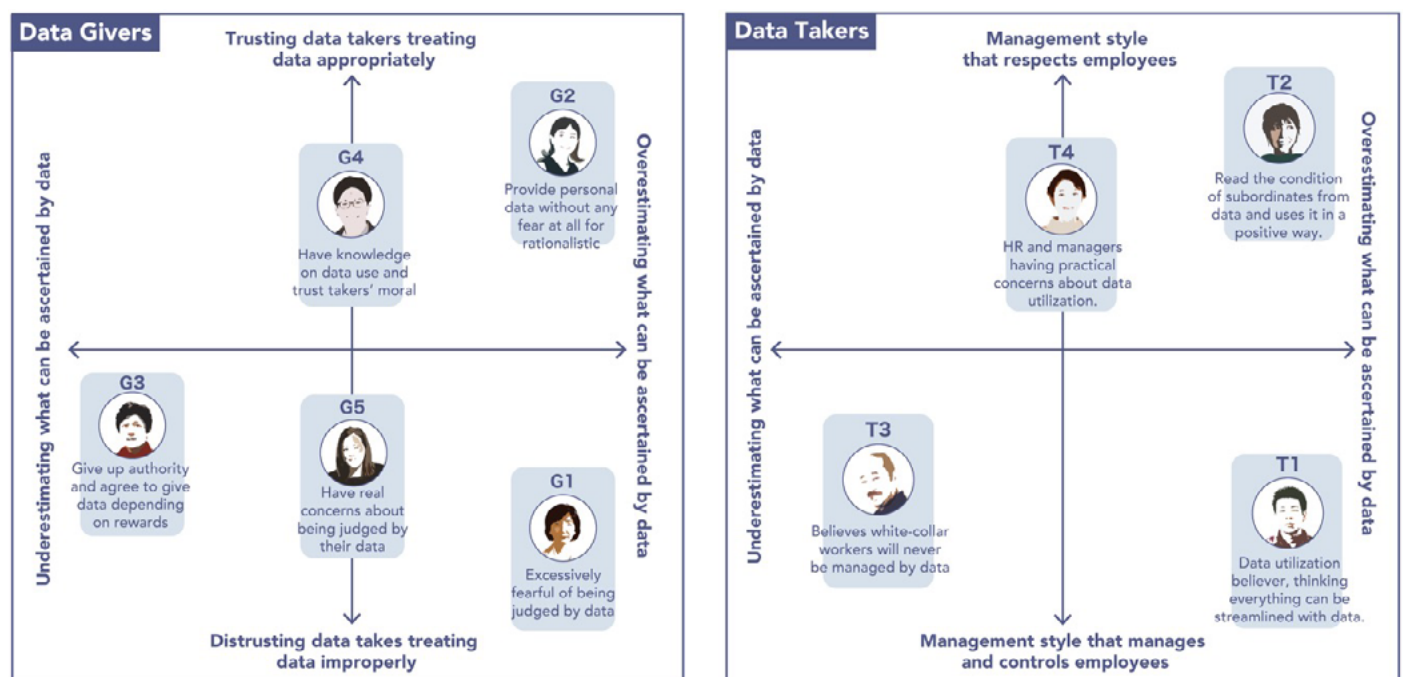 Data Givers
Trusting data takers treating
data appropriately
Underestimating what can be ascertained by data
Overestimating what can be ascertained by data
G2
Provide personal
data without any
fear at all for
rationalistic
G4
Have knowledge
on data use and
trust takers' moral
G3
Give up authority
and agree to give
data depending
on rewards
G5
Have real
concerns about
being judged by
their data
G1
Excessively
fearful of being
judged by data
Distrusting data takes treating
data improperly
Data Takers
Management style
that respects employees
Underestimating what can be ascertained by data
Overestimating what can be ascertained by data
T2
Read the condition
of subordinates from
data and uses it in a
positive way.
T4
HR and managers
having practical
concerns about data
utilization.
T3
Believes white-collar
workers will never
be managed by data
T1
Data utilization
believer, thinking
everything can be
streamlined with data.
Management style that manages
and controls employees